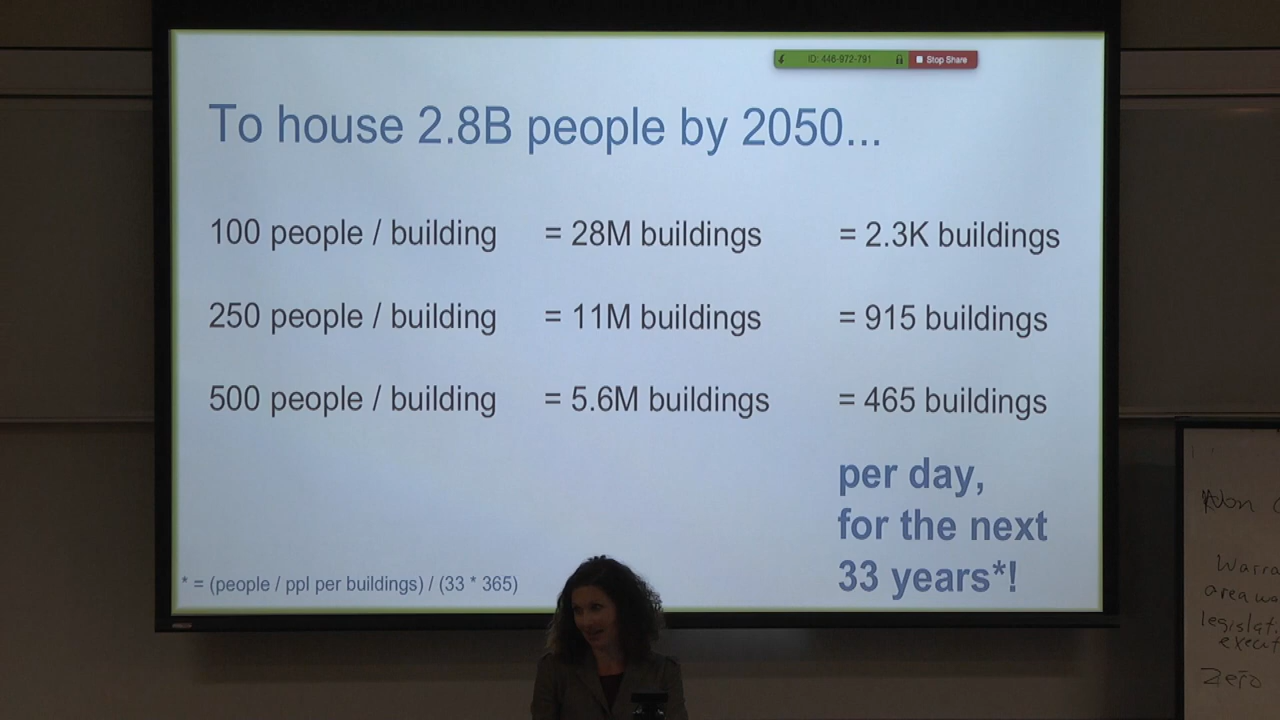 ID: 446-972-791 Stop Share
To house 2.8B people by 2050...
100 people / building = 28M buildings = 2.3K buildings
250 people / building = 11M buildings = 915 buildings
500 people / building = 5.6M buildings = 465 buildings
per day,
for the next
33 years*!
* = (people / ppl per buildings) / (33 * 365)
Zero